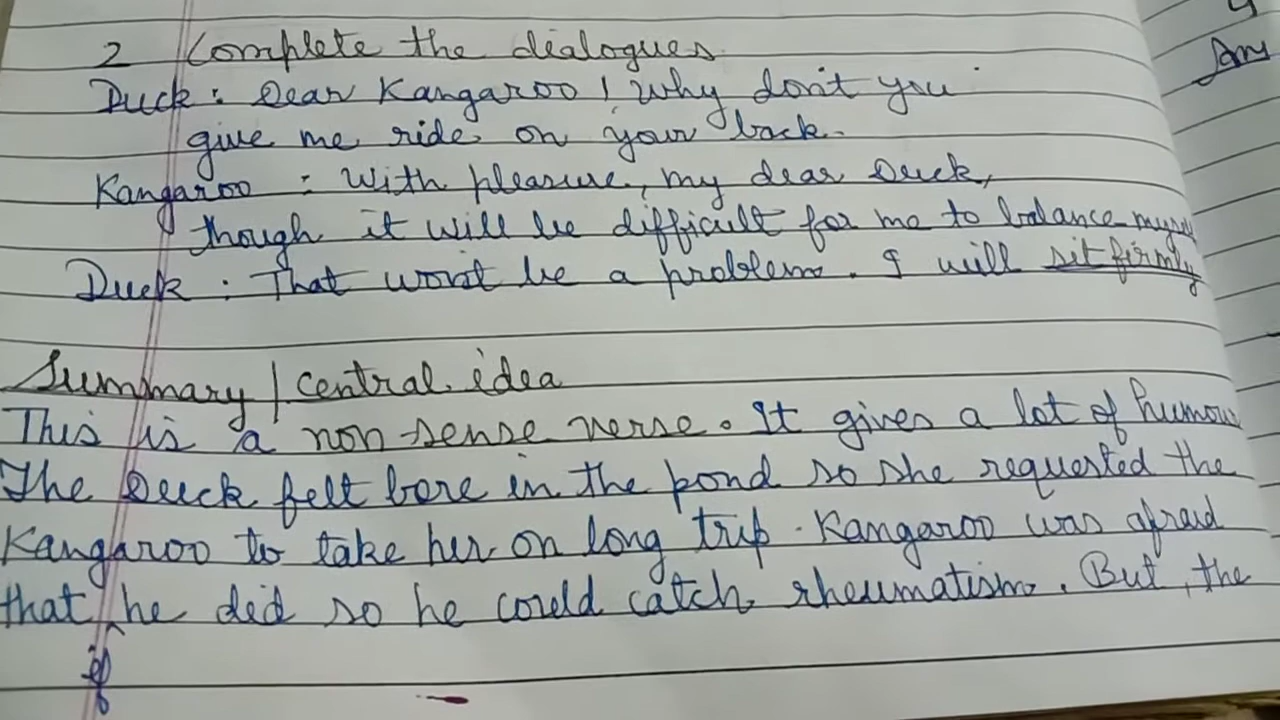 2 Complete the dialogues
Duck : Dear Kangaroo! Why don't you
give me ride on your back.
Kangaroo : With pleasure, my dear Duck,
though it will be difficult for me to balance
Duck : That won't be a problem. I will sit firmly
Summary / central idea
This is a non-sense verse. It gives a lot of humour
The Duck felt bore in the pond so she requested the
Kangaroo to take her on long trip. Kangaroo was afraid
that if he did so he could catch rheumatism. But, the
Ans